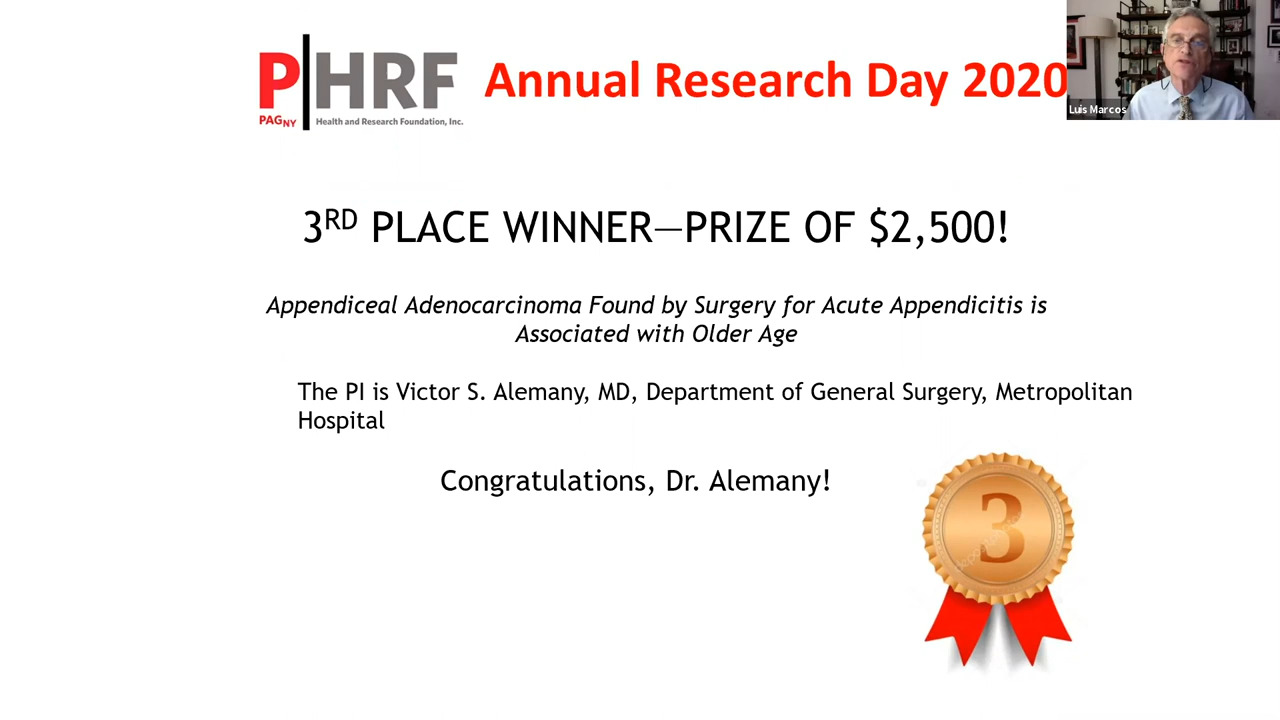 P|HRF Annual Research Day 2020
PAGNY Health and Research Foundation, Inc.
Luis Marcos
3RD PLACE WINNER—PRIZE OF $2,500!
Appendiceal Adenocarcinoma Found by Surgery for Acute Appendicitis is
Associated with Older Age
The PI is Victor S. Alemany, MD, Department of General Surgery, Metropolitan
Hospital
Congratulations, Dr. Alemany!
3